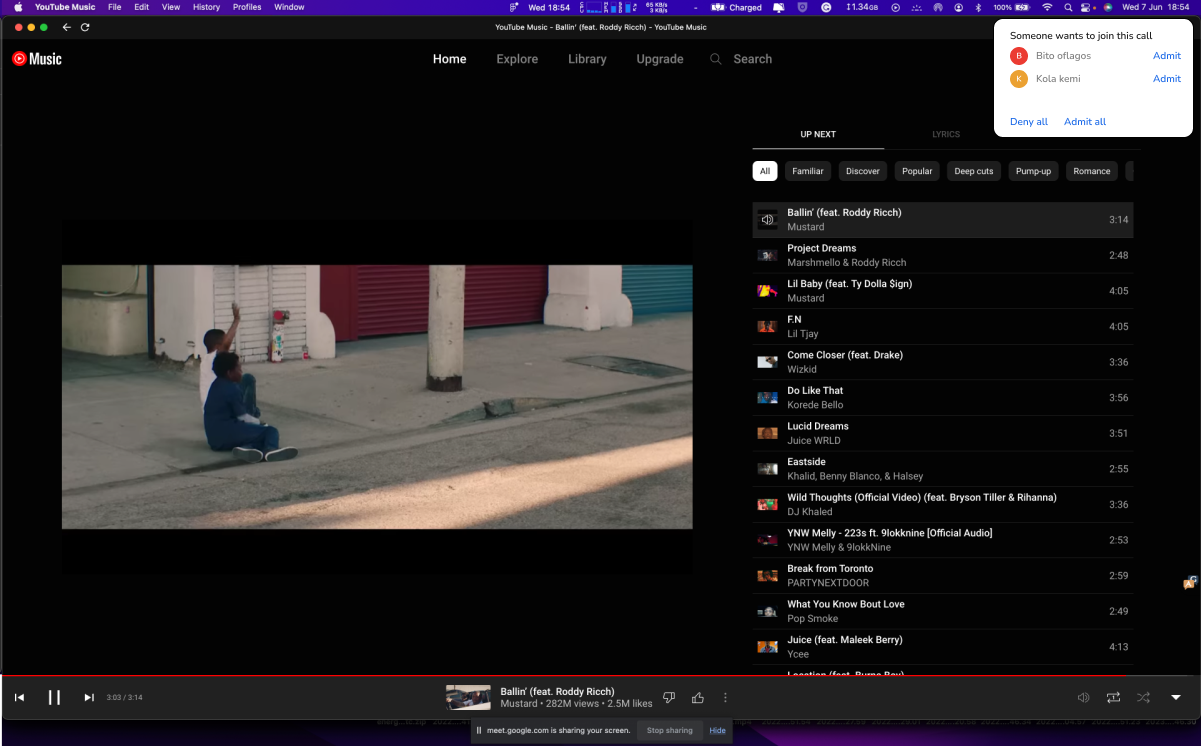 YouTube Music File Edit View History Profiles Window
Wed 18:54
65 KB/s
3 KB/s
Charged
1.34GB
100%
Wed 7 Jun 18:54
YouTube Music - Ballin' (feat. Roddy Ricch) - YouTube Music
Music
Home Explore Library Upgrade Search
Someone wants to join this call
B Bito oflagos Admit
K Kola kemi Admit
Deny all Admit all
UP NEXT LYRICS
All Familiar Discover Popular Deep cuts Pump-up Romance
Ballin' (feat. Roddy Ricch)
Mustard
3:14
Project Dreams
Marshmello & Roddy Ricch
2:48
Lil Baby (feat. Ty Dolla $ign)
Mustard
4:05
F.N
Lil Tjay
4:05
Come Closer (feat. Drake)
Wizkid
3:36
Do Like That
Korede Bello
3:56
Lucid Dreams
Juice WRLD
3:51
Eastside
Khalid, Benny Blanco, & Halsey
2:55
Wild Thoughts (Official Video) (feat. Bryson Tiller & Rihanna)
DJ Khaled
3:36
YNW Melly - 223s ft. 9lokknine [Official Audio]
YNW Melly & 9lokkNine
2:53
Break from Toronto
PARTYNEXTDOOR
2:59
What You Know Bout Love
Pop Smoke
2:49
Juice (feat. Maleek Berry)
Ycee
4:13
Location (feat. Burna Boy)
3:03 / 3:14
Ballin' (feat. Roddy Ricch)
Mustard • 282M views • 2.5M likes
meet.google.com is sharing your screen. Stop sharing Hide